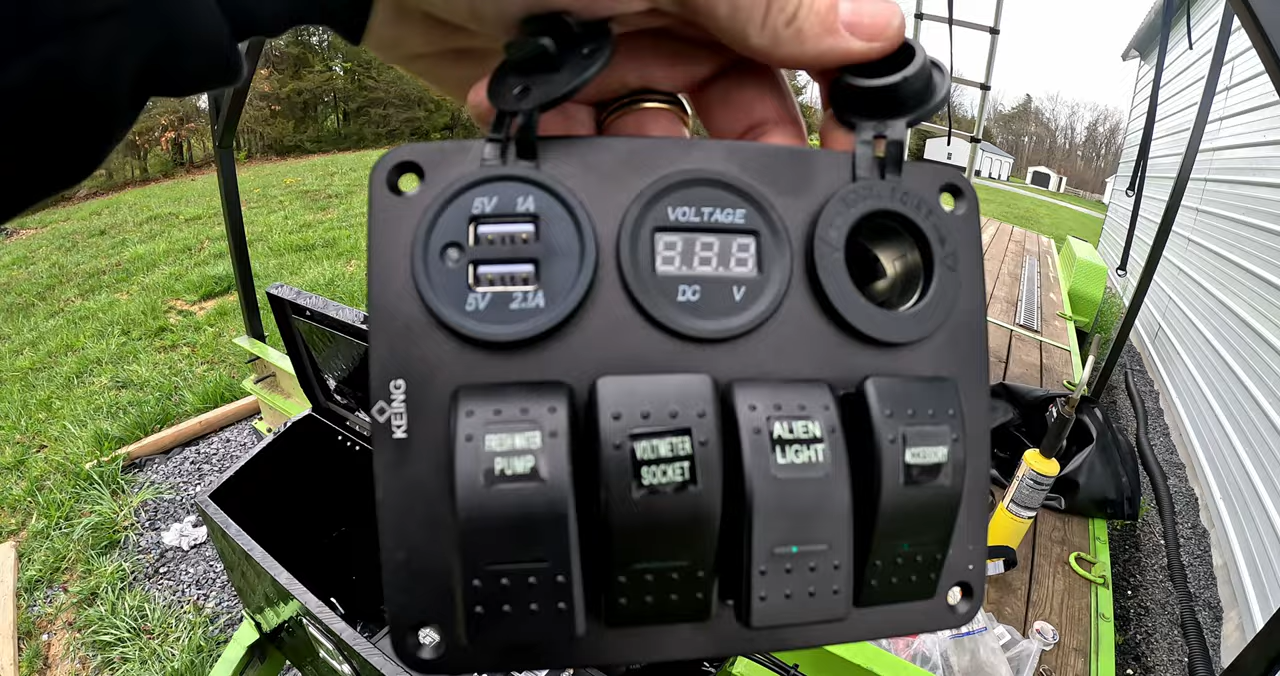 5V 1A
5V 2.1A
VOLTAGE
8.8.8
DC V
KEING
FRESH WATER
PUMP
VOLTMETER
SOCKET
ALIEN
LIGHT